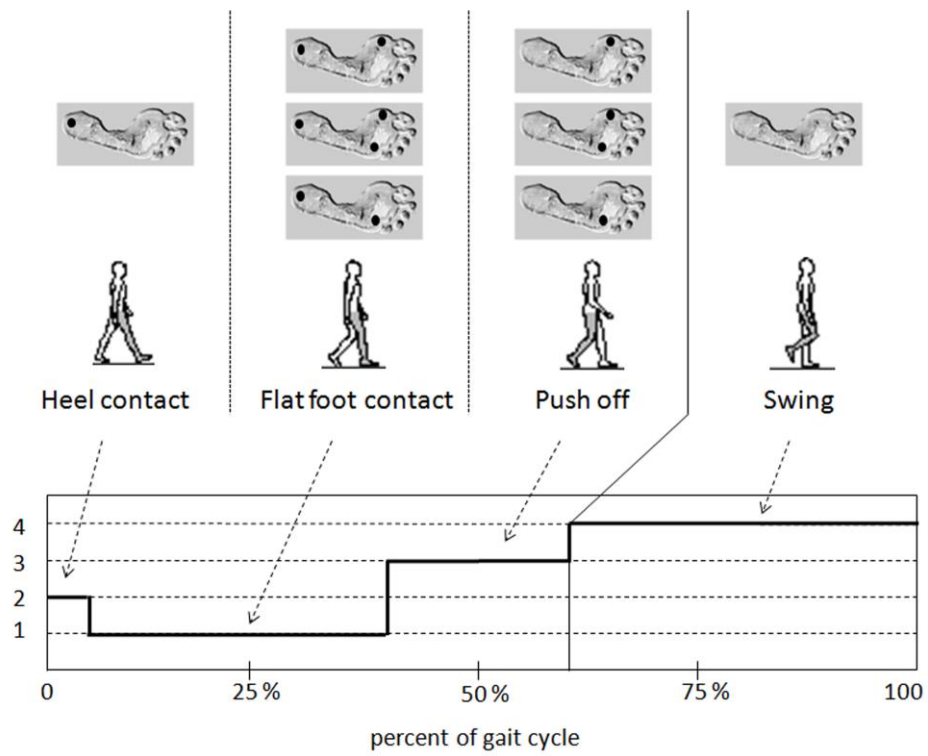 Heel contact
Flat foot contact
Push off
Swing
4
3
2
1
0
25%
50%
75%
100
percent of gait cycle